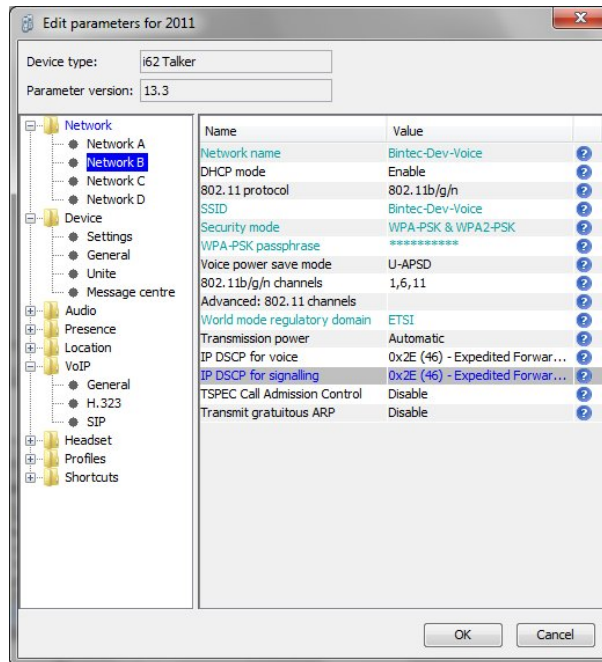 Edit parameters for 2011
Device type: i62 Talker
Parameter version: 13.3
Network
Network A
Network B
Network C
Network D
Device
Settings
General
Unite
Message centre
Audio
Presence
Location
VoIP
General
H.323
SIP
Headset
Profiles
Shortcuts
Name Value
Network name Bintec-Dev-Voice
DHCP mode Enable
802.11 protocol 802.11b/g/n
SSID Bintec-Dev-Voice
Security mode WPA-PSK & WPA2-PSK
WPA-PSK passphrase **********
Voice power save mode U-APSD
802.11b/g/n channels 1,6,11
Advanced: 802.11 channels
World mode regulatory domain ETSI
Transmission power Automatic
IP DSCP for voice 0x2E (46) - Expedited Forwar...
IP DSCP for signalling 0x2E (46) - Expedited Forwar...
TSPEC Call Admission Control Disable
Transmit gratuitous ARP Disable
OK Cancel